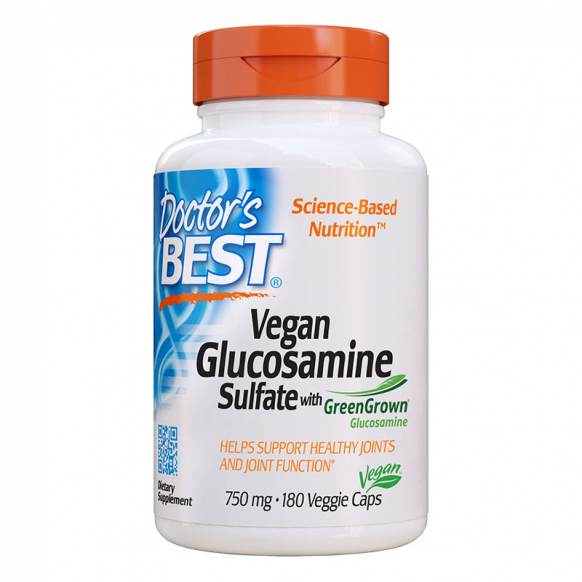 Doctor's
BEST®
Science-Based
Nutrition™
Vegan
Glucosamine
Sulfate with GreenGrown®
Glucosamine
HELPS SUPPORT HEALTHY JOINTS
AND JOINT FUNCTION*
Vegan
Dietary
Supplement
750 mg • 180 Veggie Caps